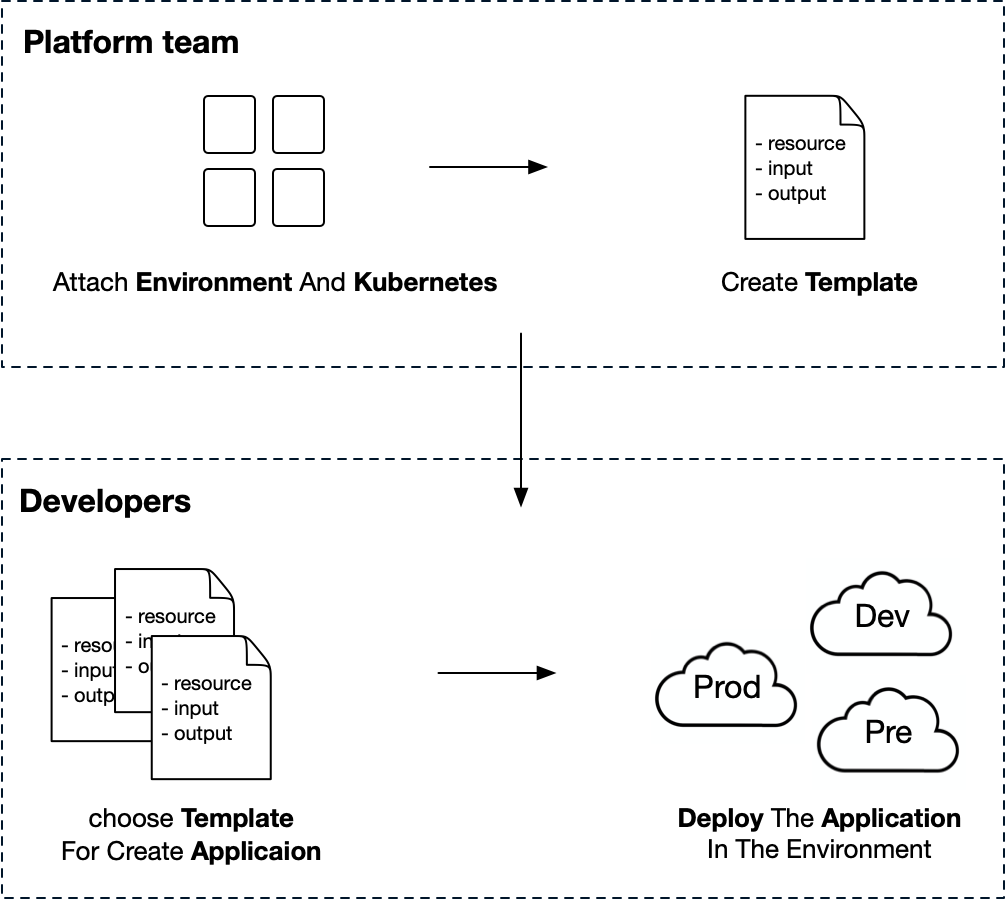 Platform team
- resource
- input
- output
Attach Environment And Kubernetes
Create Template
Developers
- reso
- input
- outp
- resource
- in
- o
- resource
- input
- output
choose Template
For Create Applicaion
Prod
Dev
Pre
Deploy The Application
In The Environment